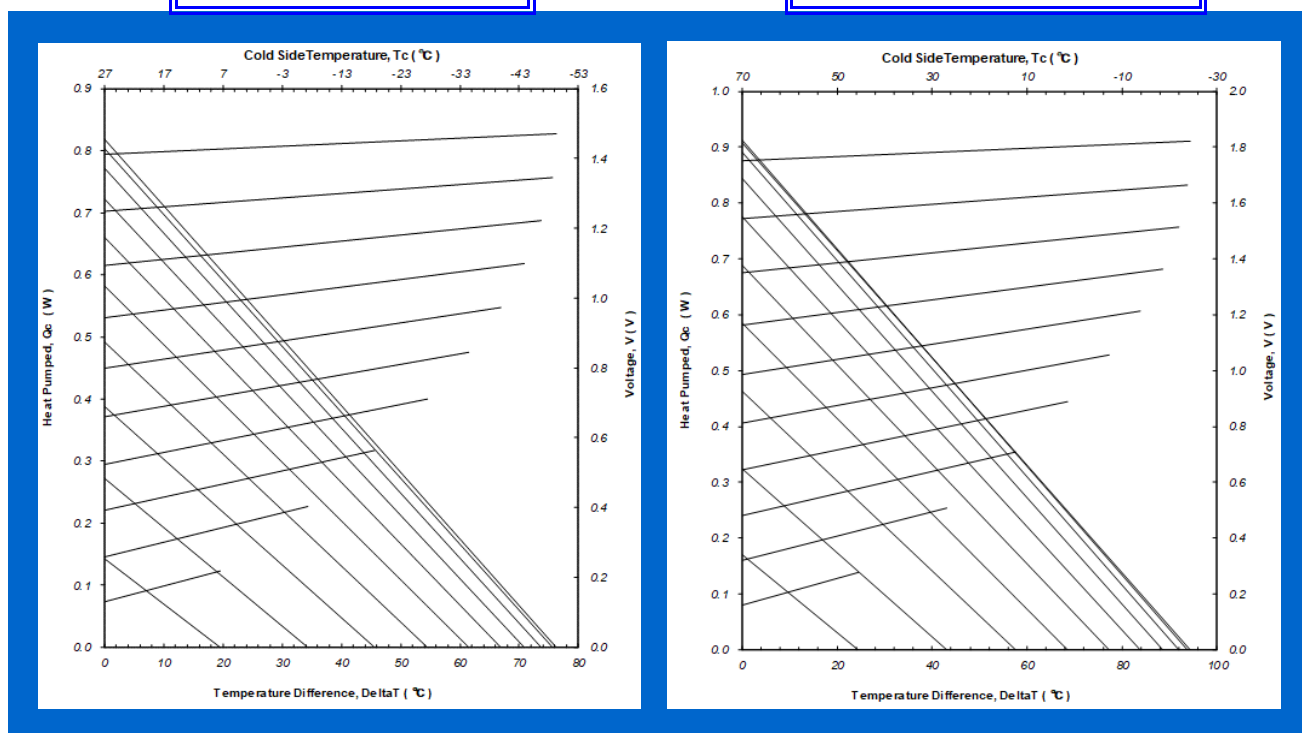 Cold Side Temperature, Tc ( °C )
27 17 7 -3 -13 -23 -33 -43 -53
0.9 0.8 0.7 0.6 0.5 0.4 0.3 0.2 0.1 0.0
Heat Pumped, Qc ( W )
1.6 1.4 1.2 1.0 0.8 0.6 0.4 0.2 0.0
Voltage, V ( V )
0 10 20 30 40 50 60 70 80
Temperature Difference, DeltaT ( °C )
Cold Side Temperature, Tc ( °C )
70 50 30 10 -10 -30
1.0 0.9 0.8 0.7 0.6 0.5 0.4 0.3 0.2 0.1 0.0
Heat Pumped, Qc ( W )
2.0 1.8 1.6 1.4 1.2 1.0 0.8 0.6 0.4 0.2 0.0
Voltage, V ( V )
0 20 40 60 80 100
Temperature Difference, DeltaT ( °C )